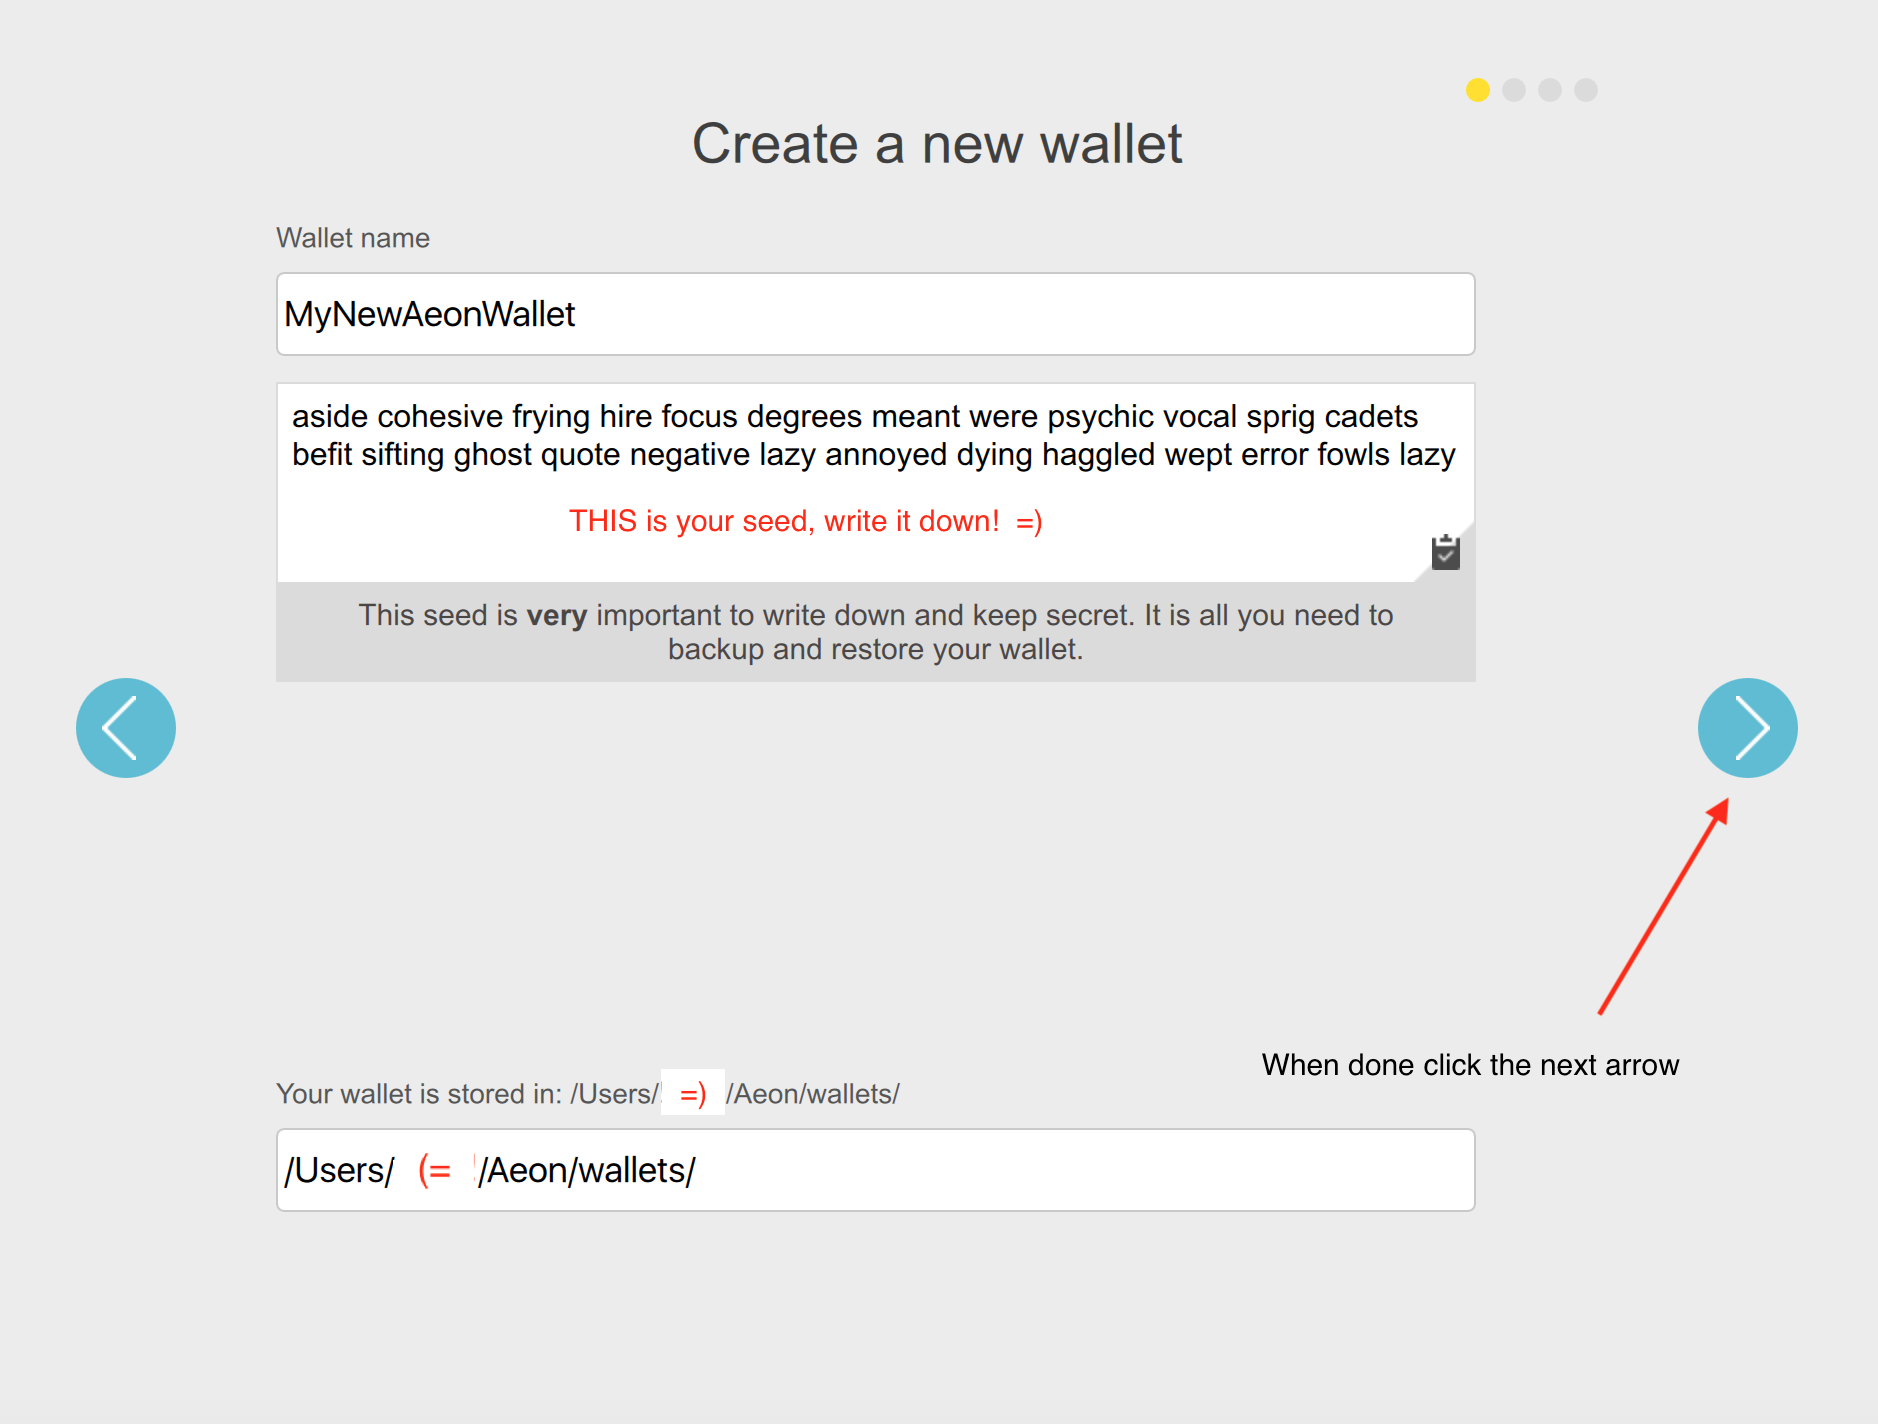 Create a new wallet
Wallet name
MyNewAeonWallet
aside cohesive frying hire focus degrees meant were psychic vocal sprig cadets
befit sifting ghost quote negative lazy annoyed dying haggled wept error fowls lazy
THIS is your seed, write it down!  =)
This seed is very important to write down and keep secret. It is all you need to
backup and restore your wallet.
When done click the next arrow
Your wallet is stored in: /Users/ =) /Aeon/wallets/
/Users/ (= /Aeon/wallets/